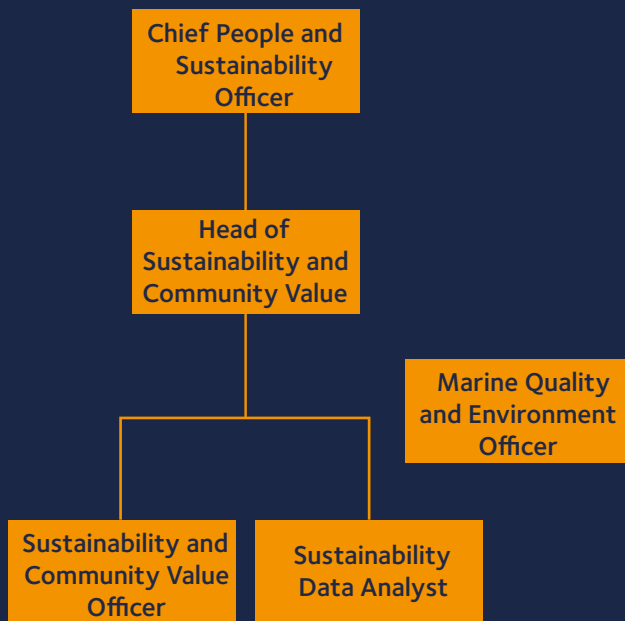 Chief People and
Sustainability
Officer
Head of
Sustainability and
Community Value
Marine Quality
and Environment
Officer
Sustainability and
Community Value
Officer
Sustainability
Data Analyst